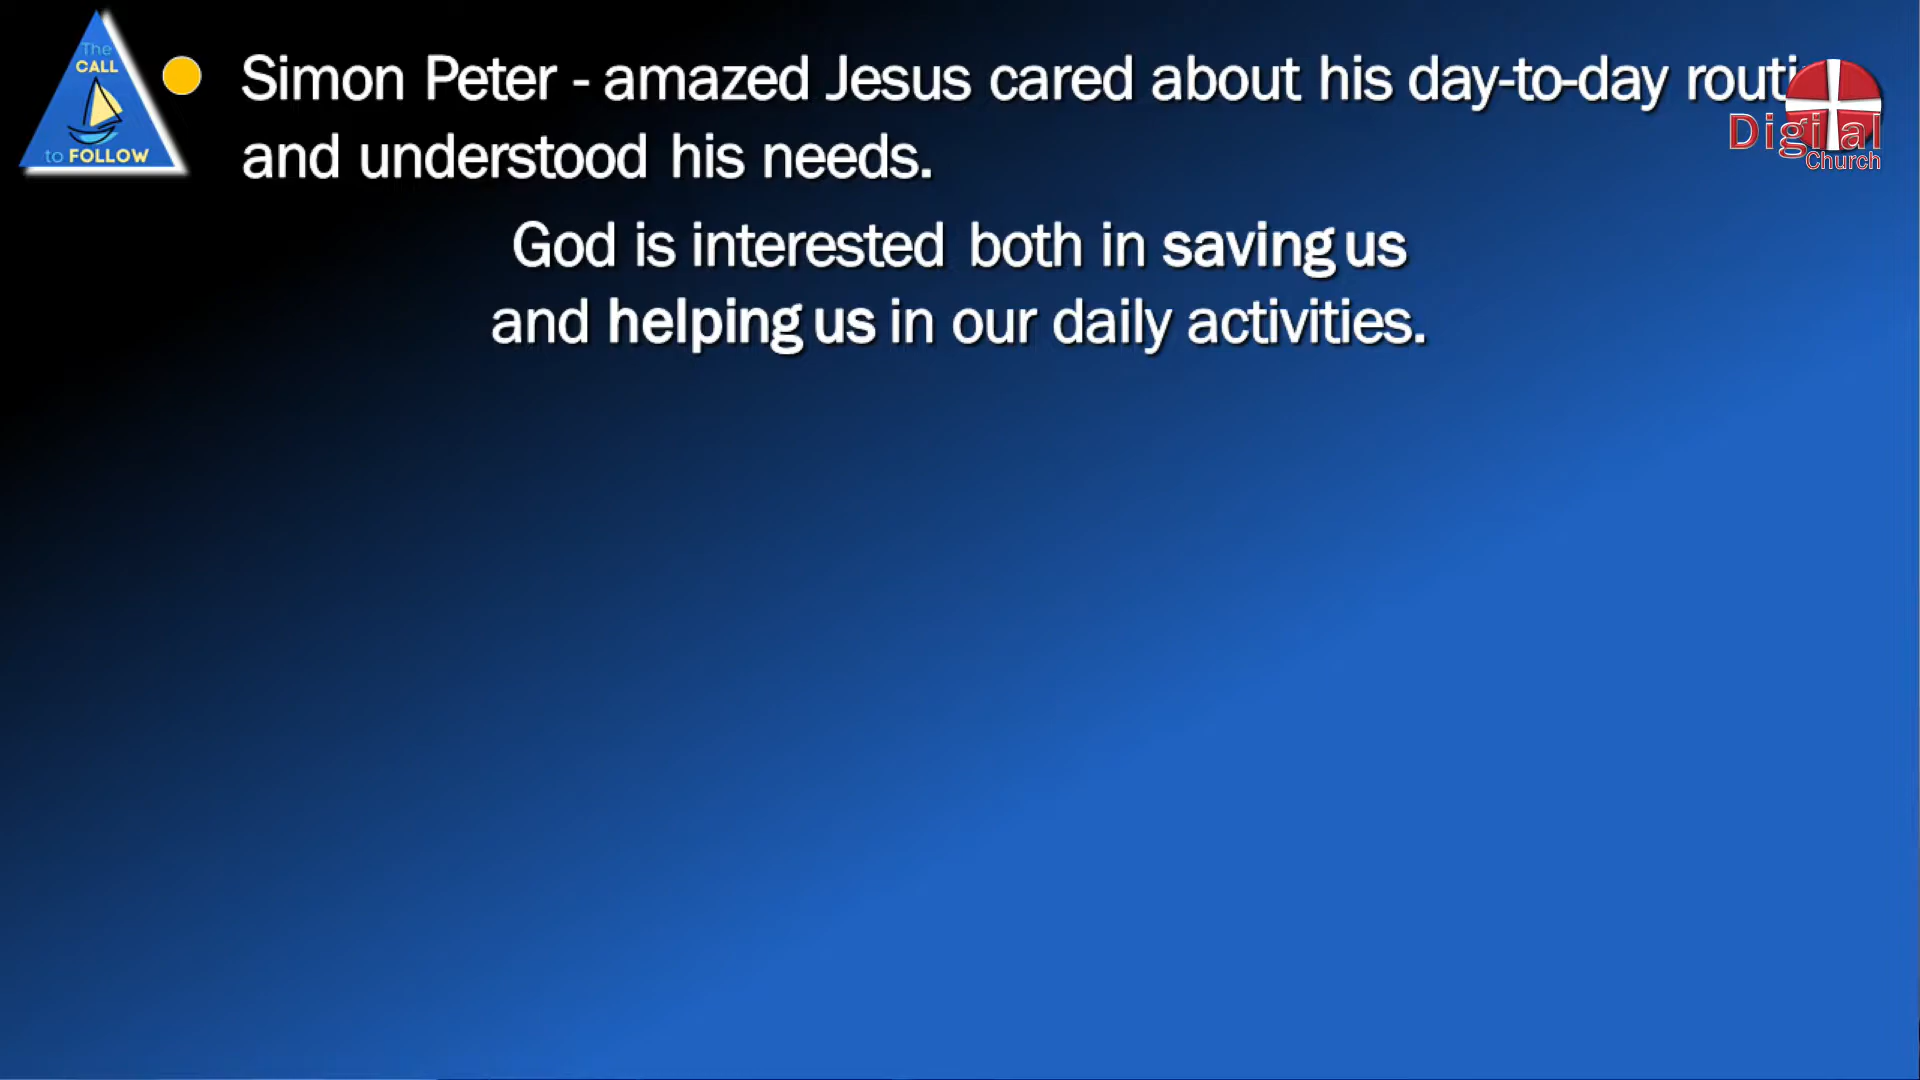 The
CALL
to FOLLOW
Simon Peter - amazed Jesus cared about his day-to-day
and understood his needs.
God is interested both in saving us
and helping us in our daily activities.
Digital
Church